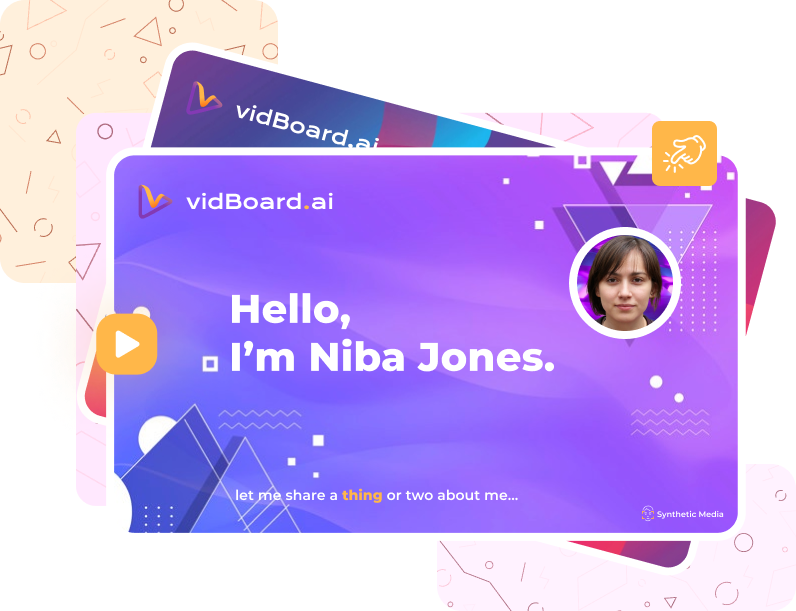 vidBoard.ai
vidBoard.ai
Hello,
I’m Niba Jones.
let me share a thing or two about me...
Synthetic Media